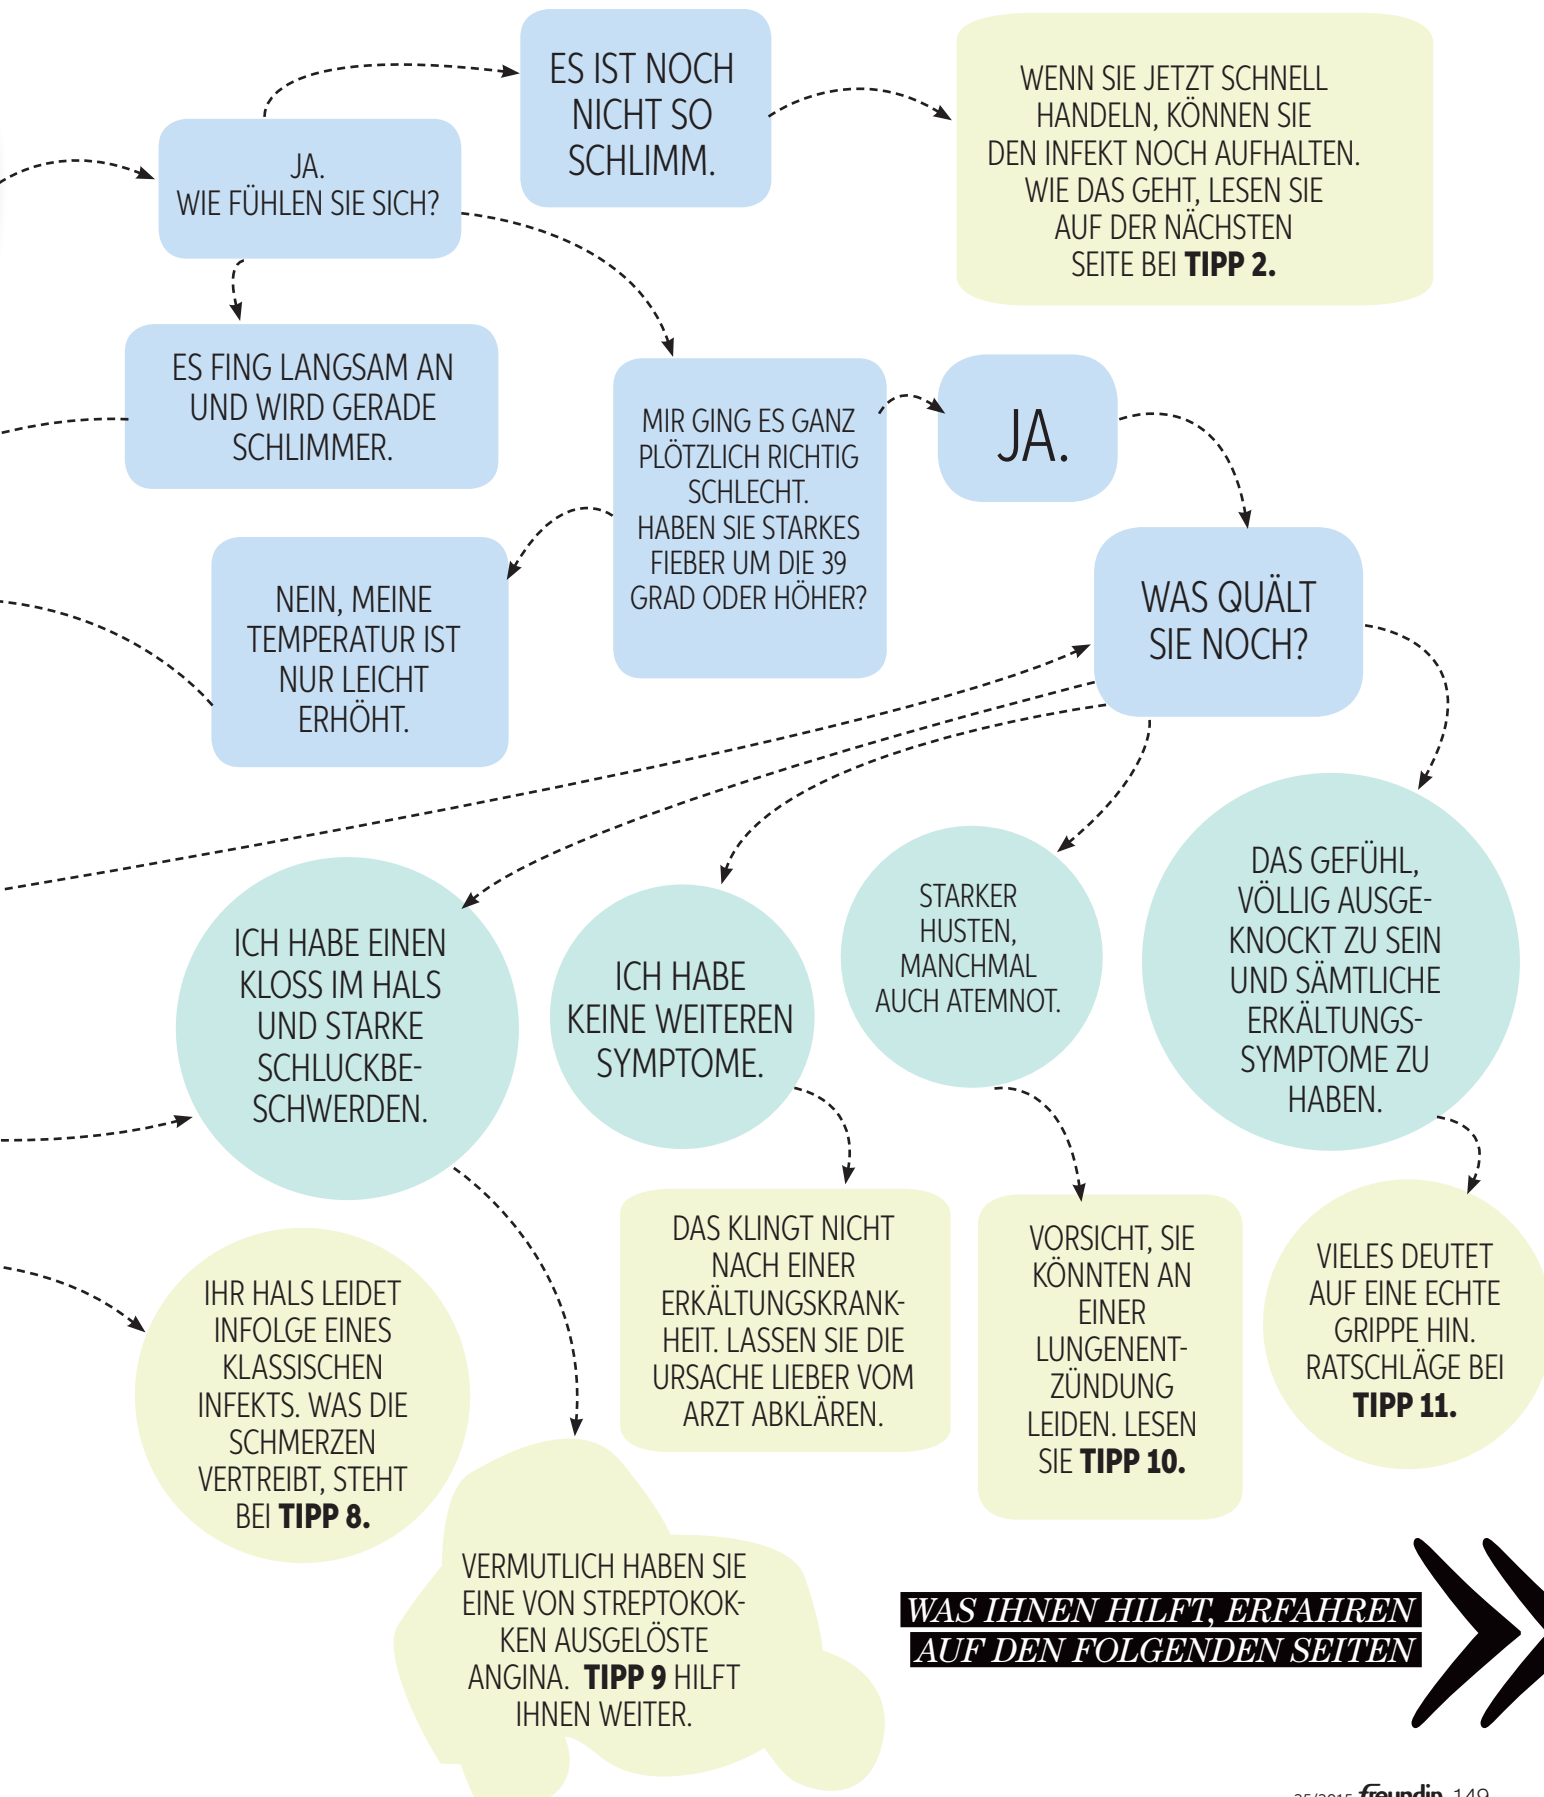 ES IST NOCH
NICHT SO
SCHLIMM.
WENN SIE JETZT SCHNELL
HANDELN, KÖNNEN SIE
DEN INFEKT NOCH AUFHALTEN.
WIE DAS GEHT, LESEN SIE
AUF DER NÄCHSTEN
SEITE BEI TIPP 2.
JA.
WIE FÜHLEN SIE SICH?
ES FING LANGSAM AN
UND WIRD GERADE
SCHLIMMER.
MIR GING ES GANZ
PLÖTZLICH RICHTIG
SCHLECHT.
HABEN SIE STARKES
FIEBER UM DIE 39
GRAD ODER HÖHER?
JA.
NEIN, MEINE
TEMPERATUR IST
NUR LEICHT
ERHÖHT.
WAS QUÄLT
SIE NOCH?
ICH HABE EINEN
KLOSS IM HALS
UND STARKE
SCHLUCKBE-
SCHWERDEN.
ICH HABE
KEINE WEITEREN
SYMPTOME.
STARKER
HUSTEN,
MANCHMAL
AUCH ATEMNOT.
DAS GEFÜHL,
VÖLLIG AUSGE-
KNOCKT ZU SEIN
UND SÄMTLICHE
ERKÄLTUNGS-
SYMPTOME ZU
HABEN.
IHR HALS LEIDET
INFOLGE EINES
KLASSISCHEN
INFEKTS. WAS DIE
SCHMERZEN
VERTREIBT, STEHT
BEI TIPP 8.
DAS KLINGT NICHT
NACH EINER
ERKÄLTUNGSKRANK-
HEIT. LASSEN SIE DIE
URSACHE LIEBER VOM
ARZT ABKLÄREN.
VORSICHT, SIE
KÖNNTEN AN
EINER
LUNGENENT-
ZÜNDUNG
LEIDEN. LESEN
SIE TIPP 10.
VIELES DEUTET
AUF EINE ECHTE
GRIPPE HIN.
RATSCHLÄGE BEI
TIPP 11.
VERMUTLICH HABEN SIE
EINE VON STREPTOKOK-
KEN AUSGELÖSTE
ANGINA. TIPP 9 HILFT
IHNEN WEITER.
WAS IHNEN HILFT, ERFAHREN
AUF DEN FOLGENDEN SEITEN
25/2015 freundin 149